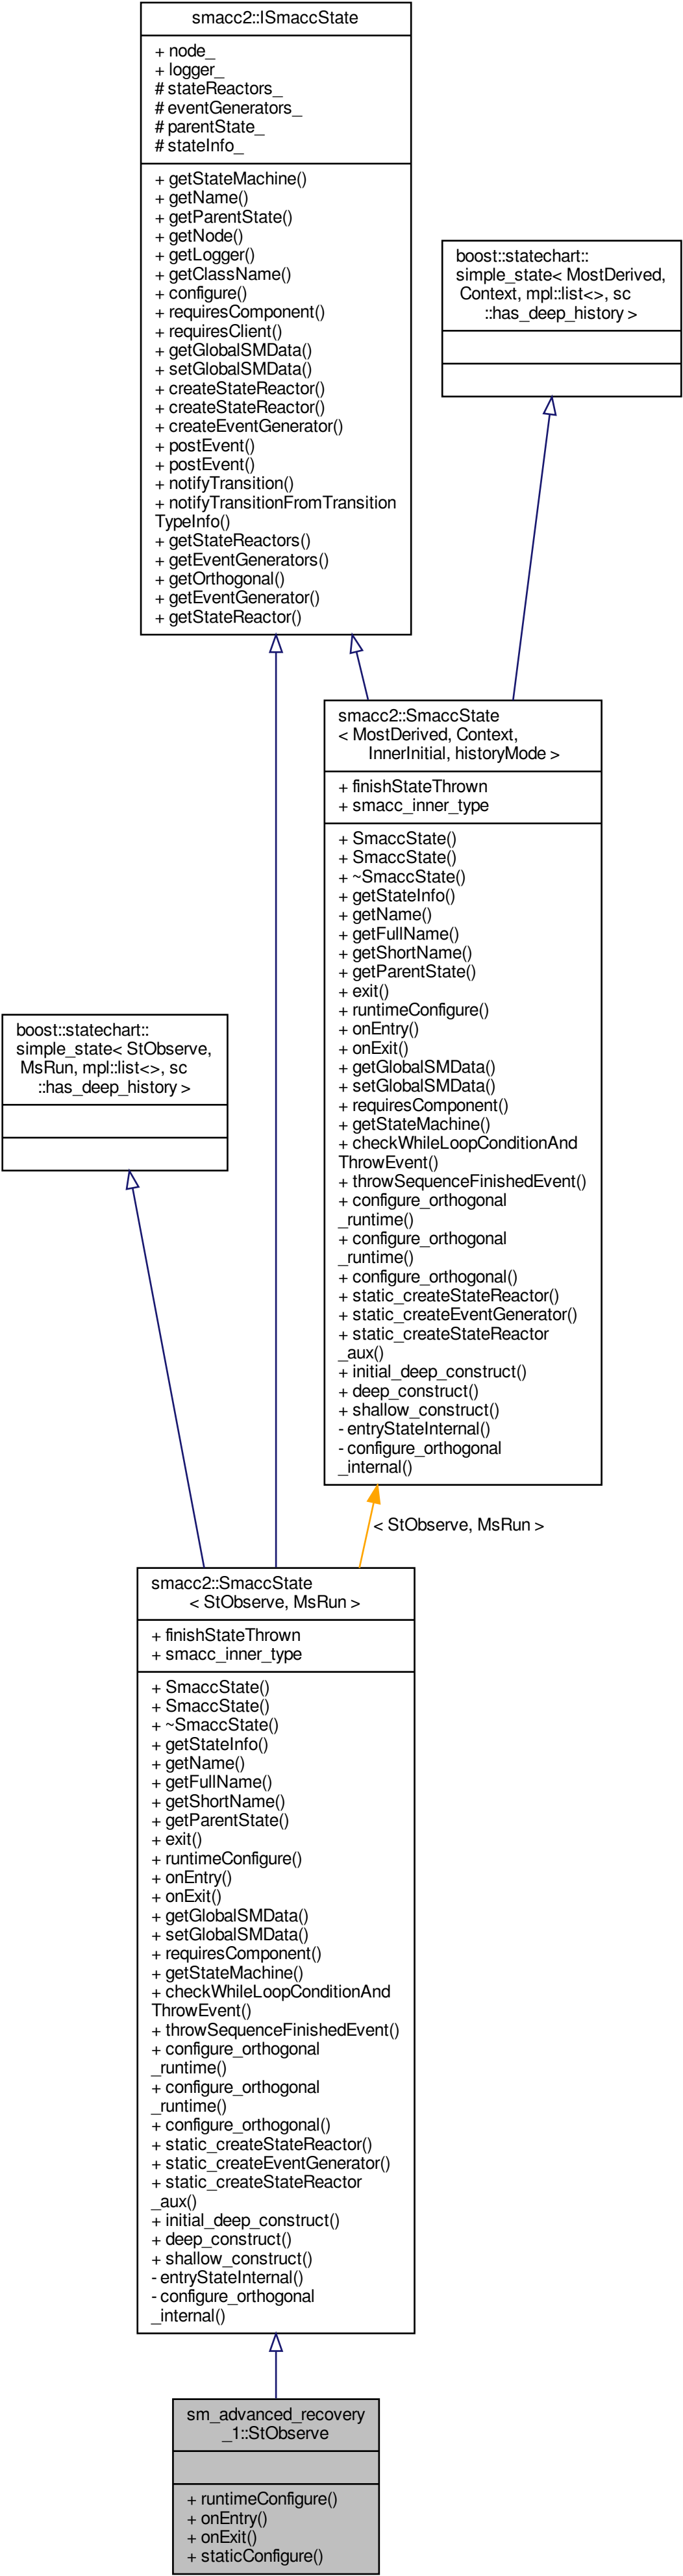 smacc2::ISmaccState
+ node_
+ logger_
# stateReactors_
# eventGenerators_
# parentState_
# stateInfo_
+ getStateMachine()
+ getName()
+ getParentState()
+ getNode()
+ getLogger()
+ getClassName()
+ configure()
+ requiresComponent()
+ requiresClient()
+ getGlobalSMData()
+ setGlobalSMData()
+ createStateReactor()
+ createStateReactor()
+ createEventGenerator()
+ postEvent()
+ postEvent()
+ notifyTransition()
+ notifyTransitionFromTransition
TypeInfo()
+ getStateReactors()
+ getEventGenerators()
+ getOrthogonal()
+ getEventGenerator()
+ getStateReactor()
boost::statechart::
simple_state< MostDerived,
Context, mpl::list<>, sc
::has_deep_history >
smacc2::SmaccState
< MostDerived, Context,
InnerInitial, historyMode >
+ finishStateThrown
+ smacc_inner_type
+ SmaccState()
+ SmaccState()
+ ~SmaccState()
+ getStateInfo()
+ getName()
+ getFullName()
+ getShortName()
+ getParentState()
+ exit()
+ runtimeConfigure()
+ onEntry()
+ onExit()
+ getGlobalSMData()
+ setGlobalSMData()
+ requiresComponent()
+ getStateMachine()
+ checkWhileLoopConditionAnd
ThrowEvent()
+ throwSequenceFinishedEvent()
+ configure_orthogonal
_runtime()
+ configure_orthogonal
_runtime()
+ configure_orthogonal()
+ static_createStateReactor()
+ static_createEventGenerator()
+ static_createStateReactor
_aux()
+ initial_deep_construct()
+ deep_construct()
+ shallow_construct()
- entryStateInternal()
- configure_orthogonal
_internal()
boost::statechart::
simple_state< StObserve,
MsRun, mpl::list<>, sc
::has_deep_history >
< StObserve, MsRun >
smacc2::SmaccState
< StObserve, MsRun >
+ finishStateThrown
+ smacc_inner_type
+ SmaccState()
+ SmaccState()
+ ~SmaccState()
+ getStateInfo()
+ getName()
+ getFullName()
+ getShortName()
+ getParentState()
+ exit()
+ runtimeConfigure()
+ onEntry()
+ onExit()
+ getGlobalSMData()
+ setGlobalSMData()
+ requiresComponent()
+ getStateMachine()
+ checkWhileLoopConditionAnd
ThrowEvent()
+ throwSequenceFinishedEvent()
+ configure_orthogonal
_runtime()
+ configure_orthogonal
_runtime()
+ configure_orthogonal()
+ static_createStateReactor()
+ static_createEventGenerator()
+ static_createStateReactor
_aux()
+ initial_deep_construct()
+ deep_construct()
+ shallow_construct()
- entryStateInternal()
- configure_orthogonal
_internal()
sm_advanced_recovery
_1::StObserve
+ runtimeConfigure()
+ onEntry()
+ onExit()
+ staticConfigure()